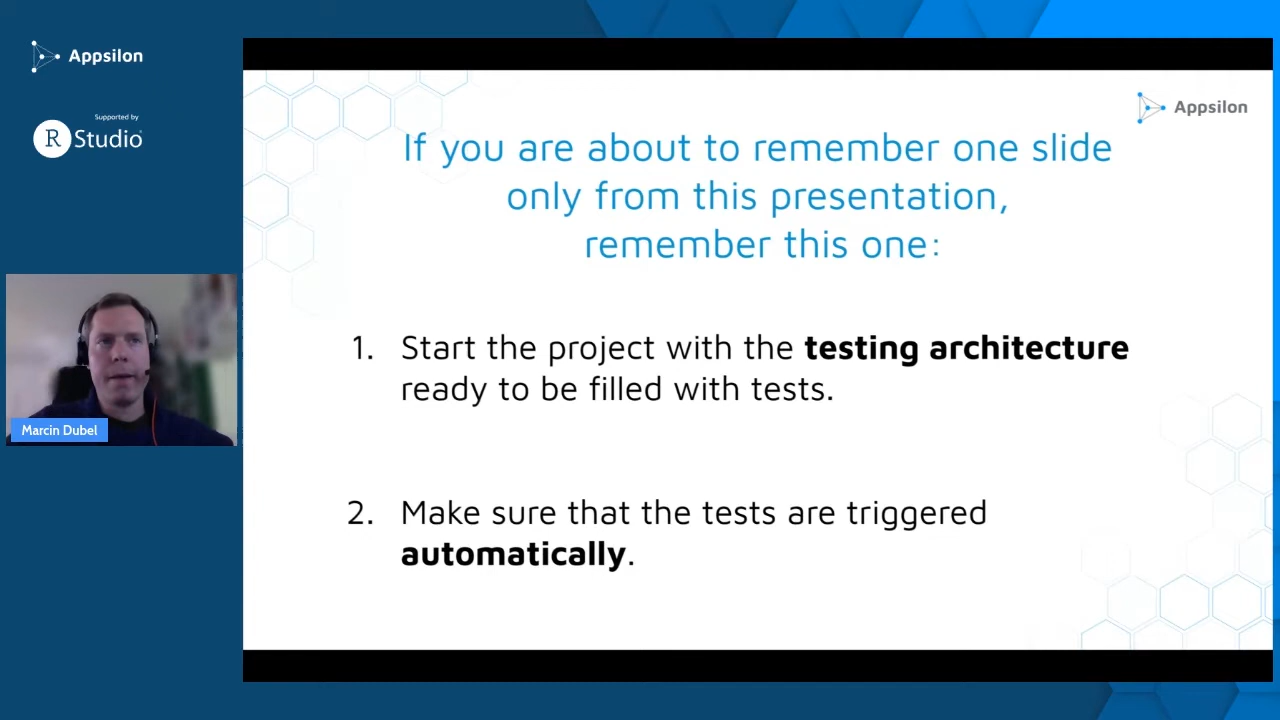 Appsilon
Supported by
R Studio
Marcin Dubel
Appsilon
If you are about to remember one slide
only from this presentation,
remember this one:
1. Start the project with the testing architecture
ready to be filled with tests.
2. Make sure that the tests are triggered
automatically.